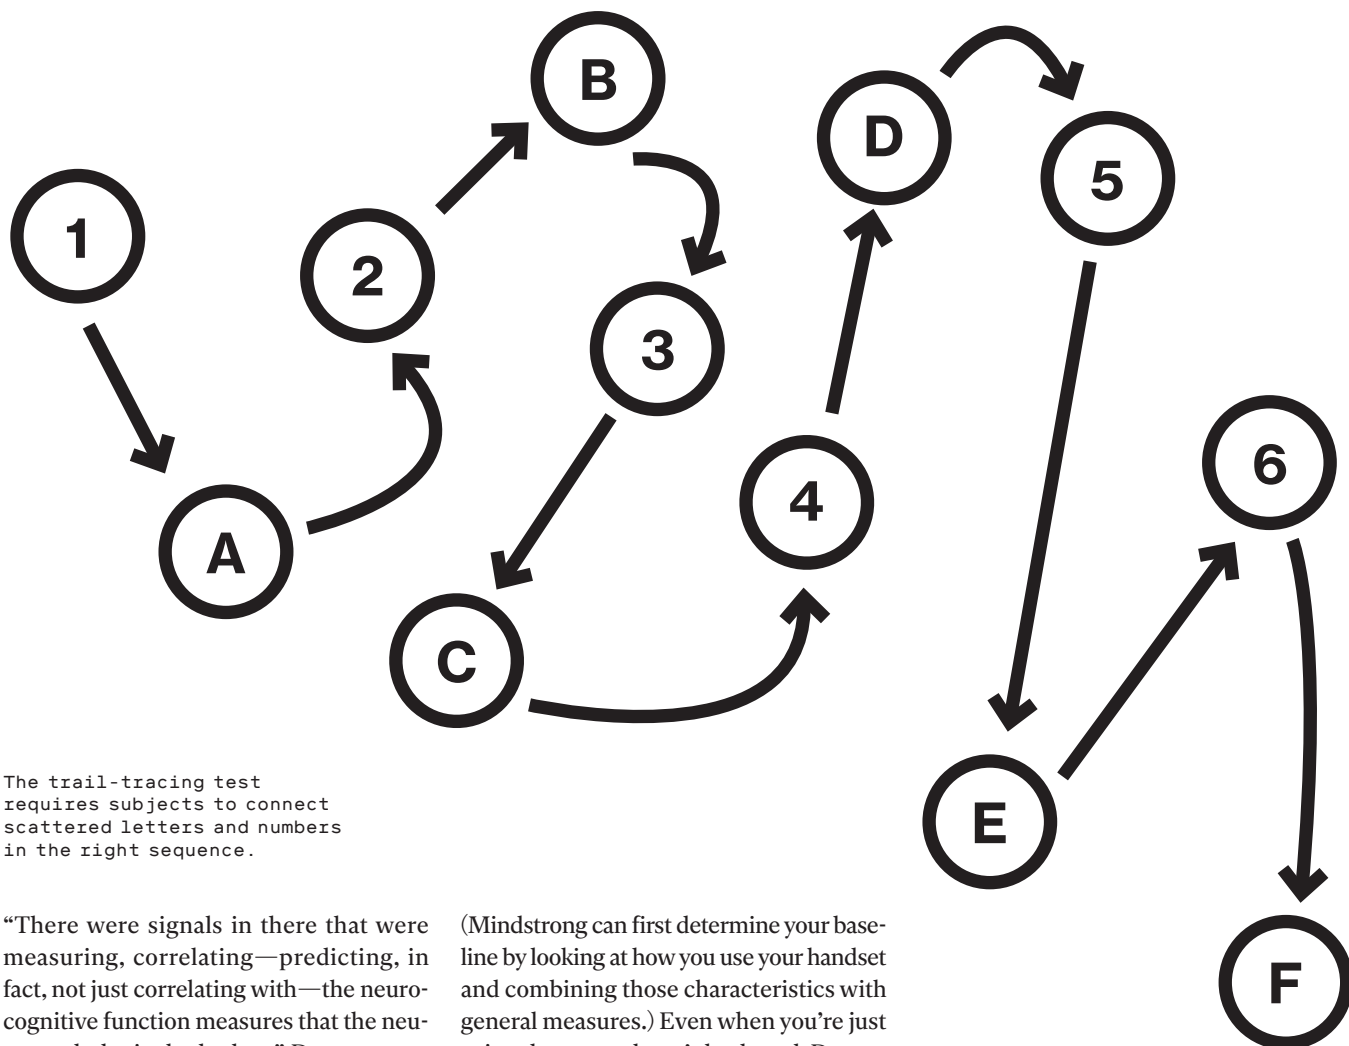 1
A
2
B
3
C
4
D
5
E
6
F
The trail-tracing test
requires subjects to connect
scattered letters and numbers
in the right sequence.
“There were signals in there that were
measuring, correlating—predicting, in
fact, not just correlating with—the neuro-
cognitive function measures that the neu-
(Mindstrong can first determine your base-
line by looking at how you use your handset
and combining those characteristics with
general measures.) Even when you’re just